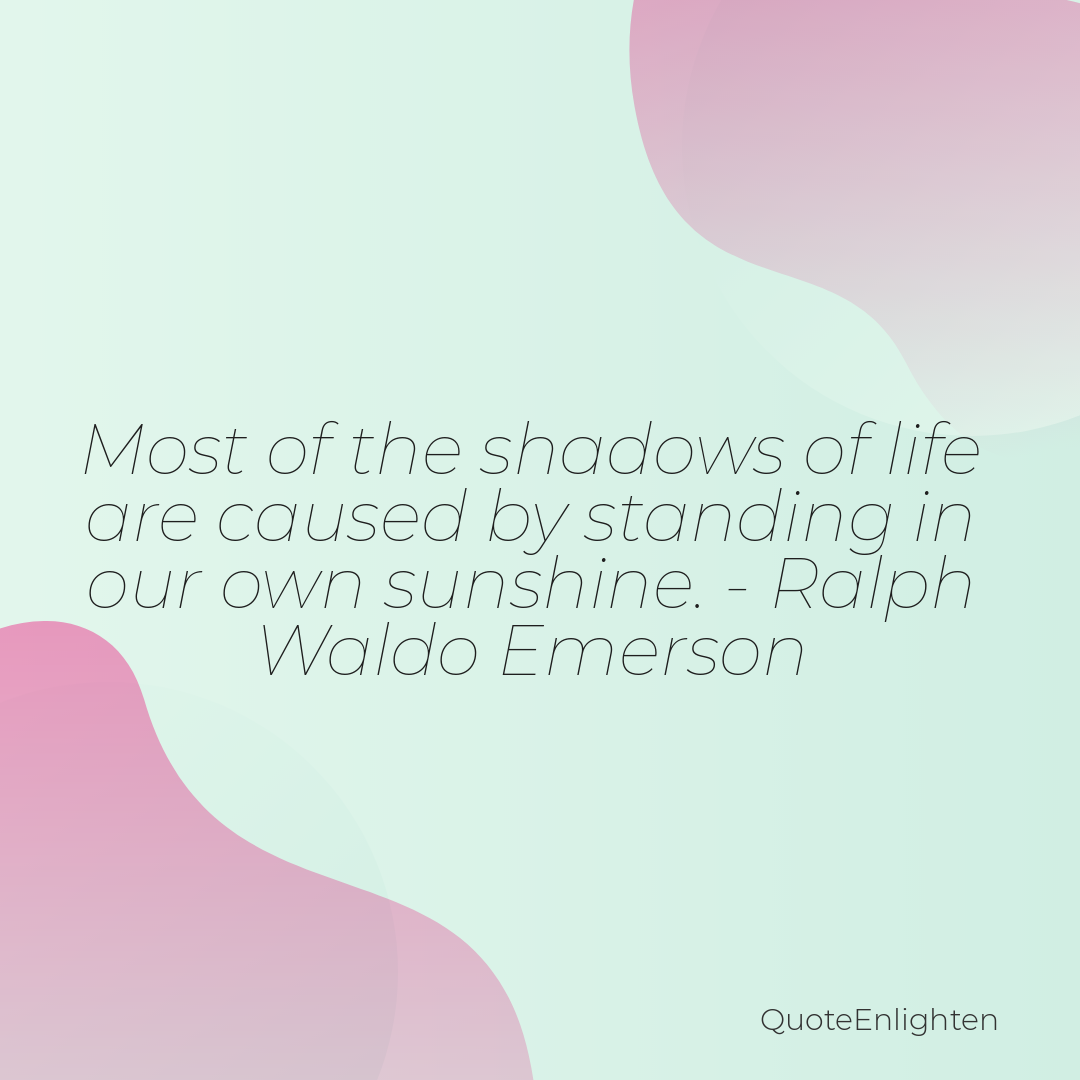 Most of the shadows of life
are caused by standing in
our own sunshine. - Ralph
Waldo Emerson
QuoteEnlighten